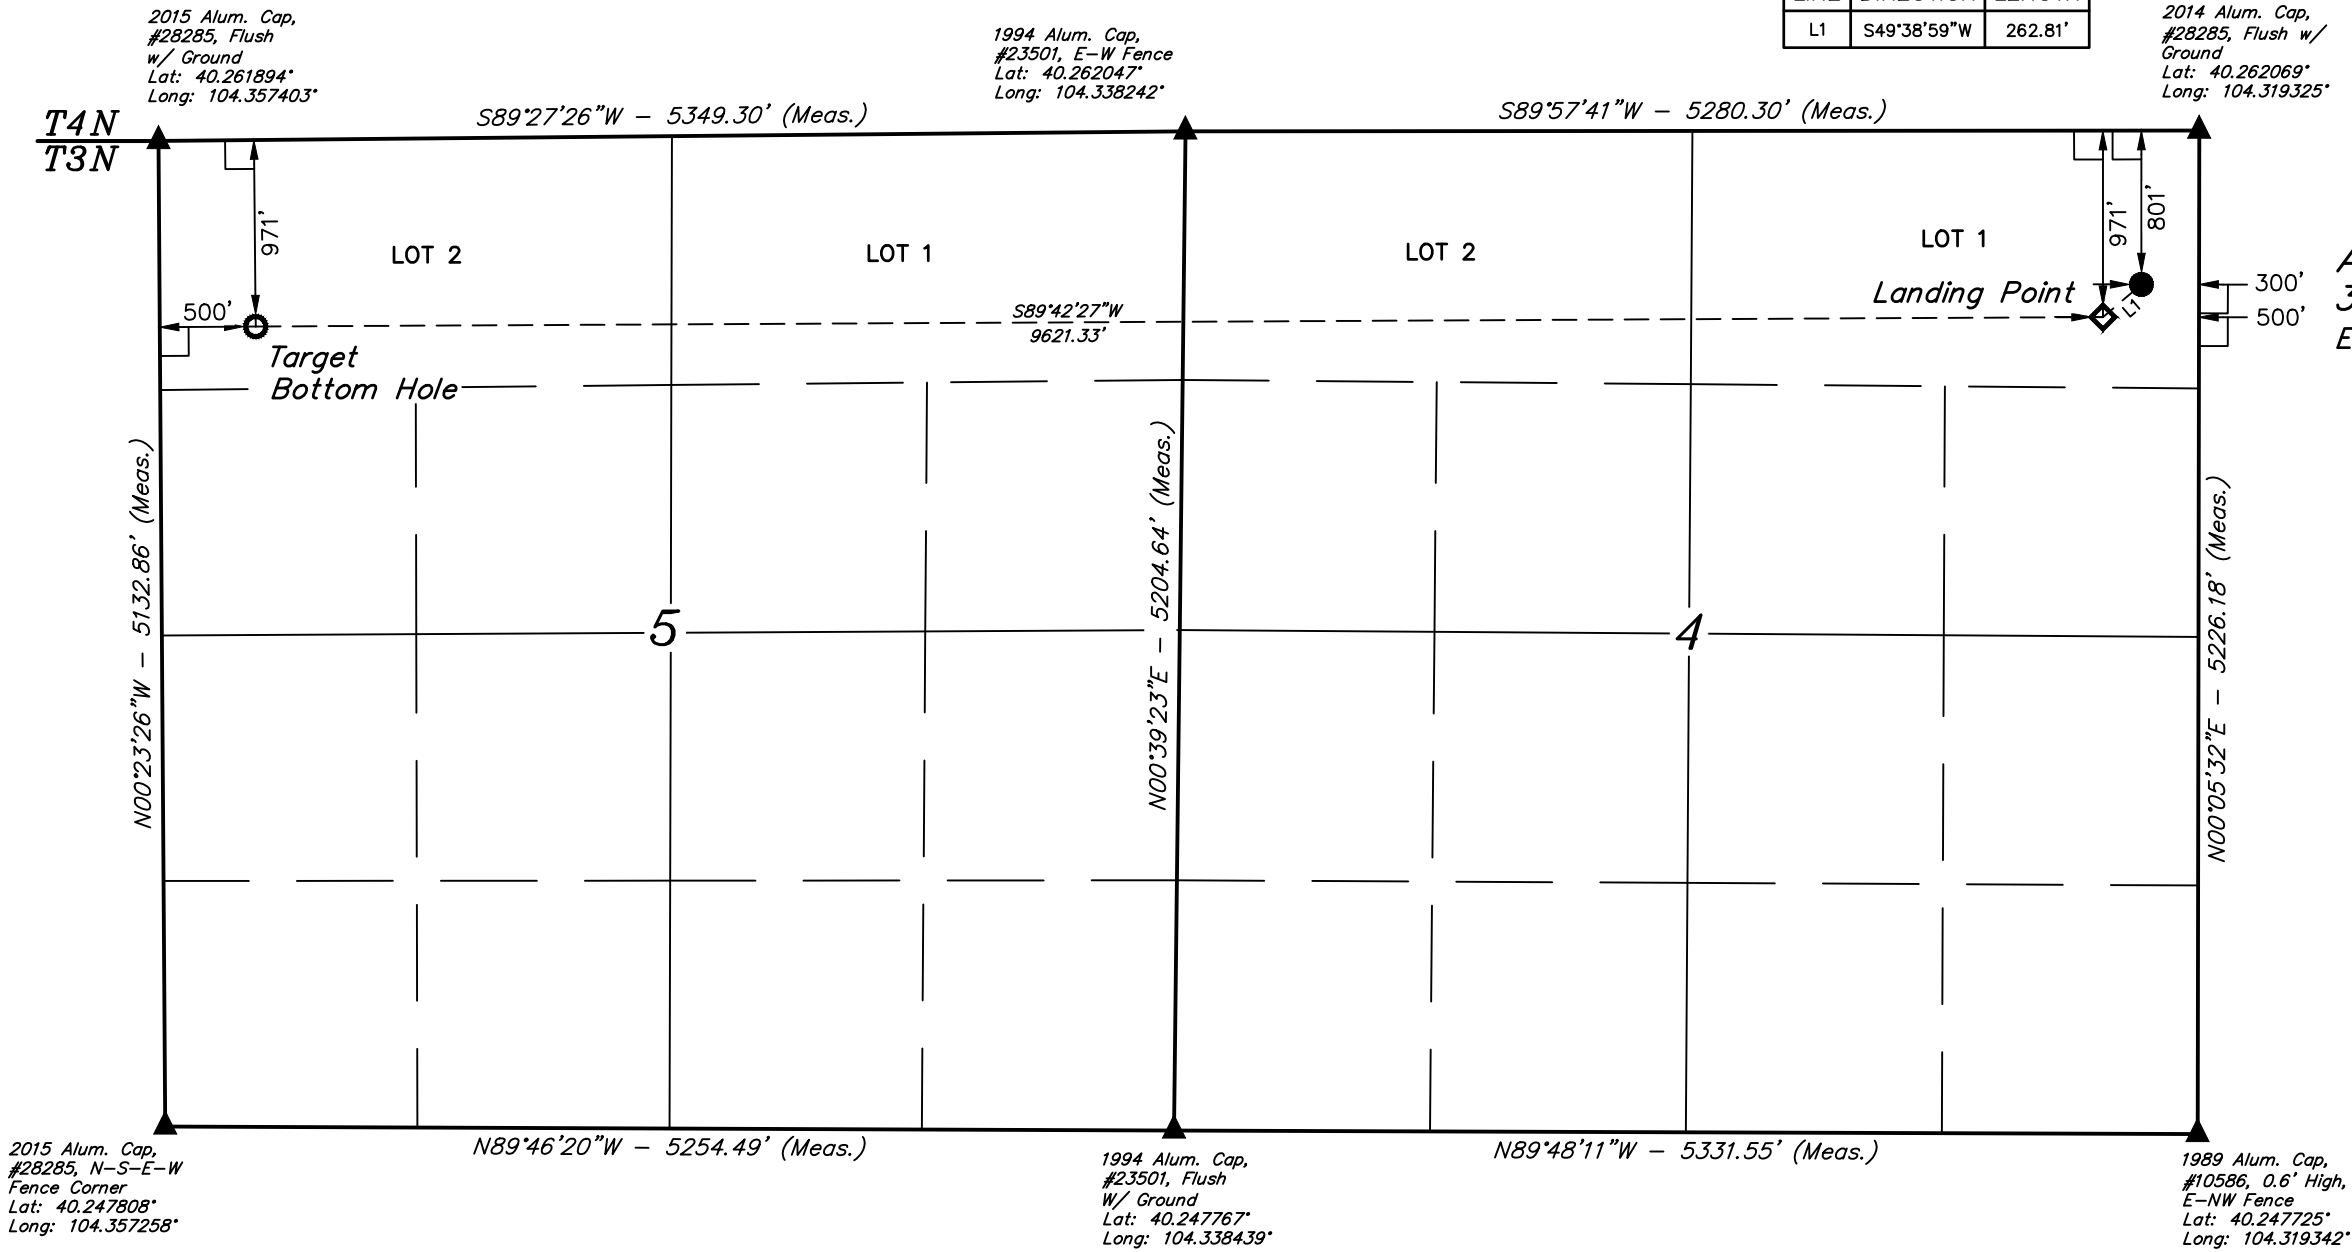 2015 Alum. Cap,
#28285, Flush
w/ Ground
Lat: 40.261894°
Long: 104.357403°
1994 Alum. Cap,
#23501, E-W Fence
Lat: 40.262047°
Long: 104.338242°
L1 S49°38'59"W 262.81'
2014 Alum. Cap,
#28285, Flush w/
Ground
Lat: 40.262069°
Long: 104.319325°
T4N
T3N
S89°27'26"W - 5349.30' (Meas.)
S89°57'41"W - 5280.30' (Meas.)
971'
LOT 2
LOT 1
LOT 2
LOT 1
971'
801'
500'
Target
Bottom Hole
S89°42'27"W
9621.33'
Landing Point
L1
300'
500'
3
E
N00°23'26"W - 5132.86' (Meas.)
5
N00°39'23"E - 5204.64' (Meas.)
4
N00°05'32"E - 5226.18' (Meas.)
N89°46'20"W - 5254.49' (Meas.)
N89°48'11"W - 5331.55' (Meas.)
2015 Alum. Cap,
#28285, N-S-E-W
Fence Corner
Lat: 40.247808°
Long: 104.357258°
1994 Alum. Cap,
#23501, Flush
W/ Ground
Lat: 40.247767°
Long: 104.338439°
1989 Alum. Cap,
#10586, 0.6' High,
E-NW Fence
Lat: 40.247725°
Long: 104.319342°